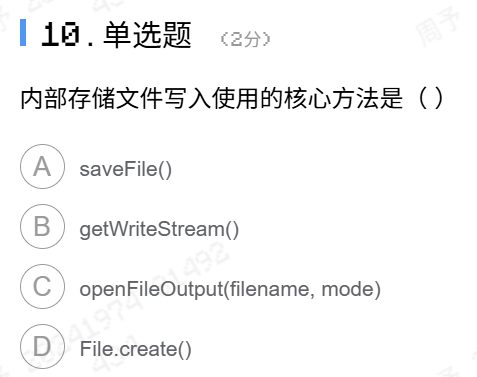 10.单选题 (2分)
内部存储文件写入使用的核心方法是（ ）
A saveFile()
B getWriteStream()
C openFileOutput(filename, mode)
D File.create()